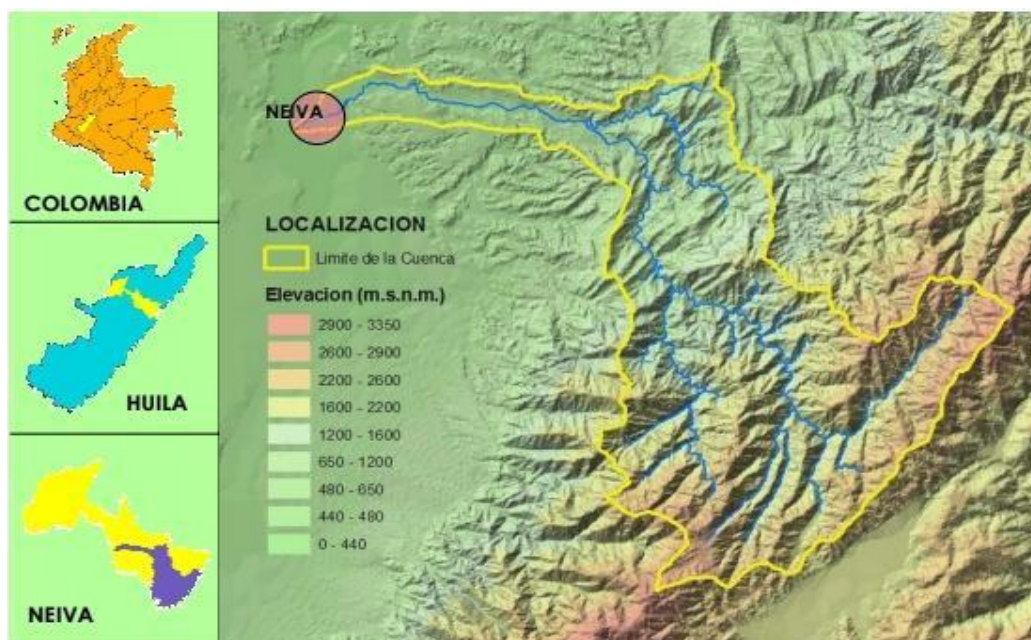 COLOMBIA
HUILA
NEIVA
NEIVA
LOCALIZACION
Limite de la Cuenca
Elevacion (m.s.n.m.)
2900 - 3350
2600 - 2900
2200 - 2600
1600 - 2200
1200 - 1600
650 - 1200
480 - 650
440 - 480
0 - 440